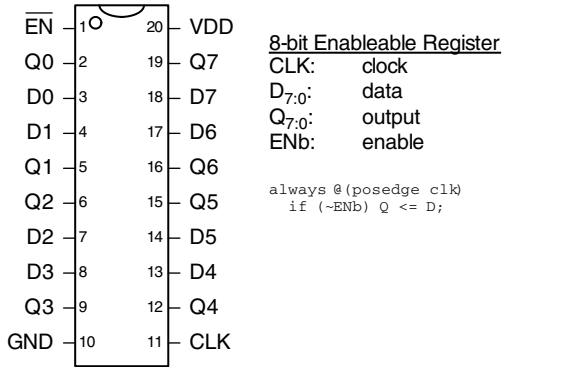 EN 1 20 VDD
Q0 2 19 Q7
D0 3 18 D7
D1 4 17 D6
Q1 5 16 Q6
Q2 6 15 Q5
D2 7 14 D5
D3 8 13 D4
Q3 9 12 Q4
GND 10 11 CLK
8-bit Enableable Register
CLK: clock
D7:0: data
Q7:0: output
ENb: enable
always @(posedge clk)
if (~ENb) Q <= D;